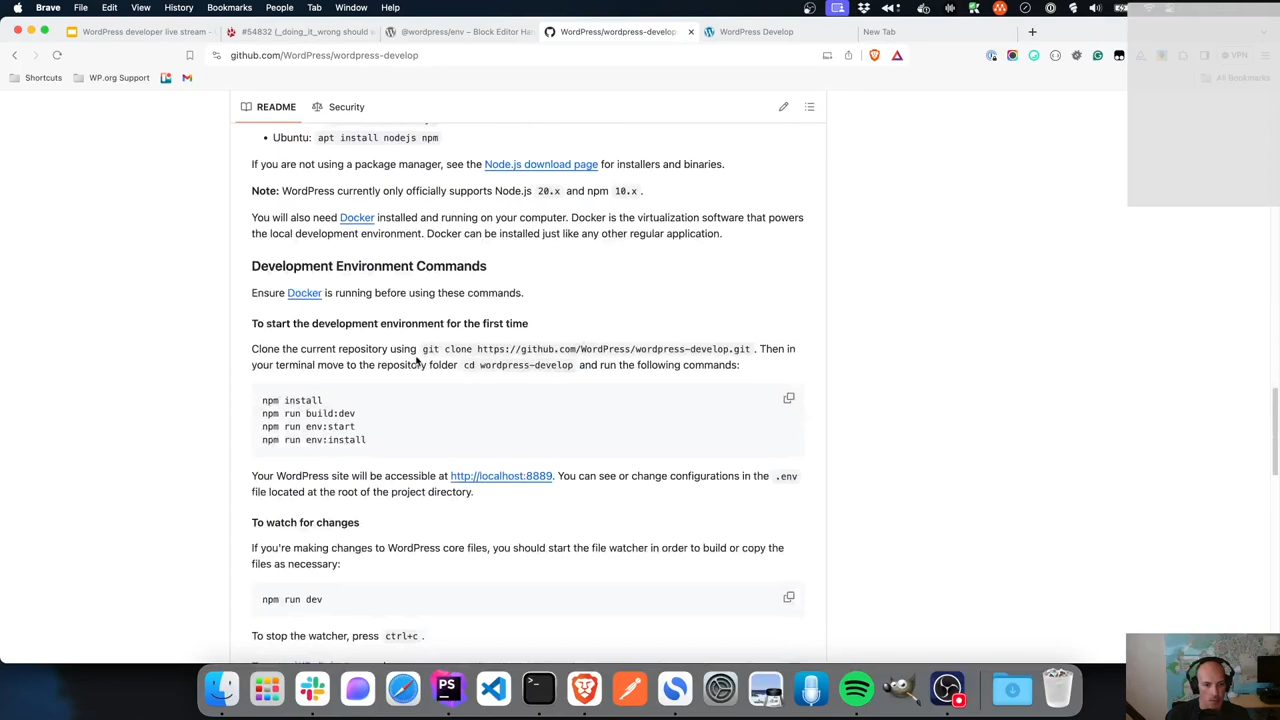 Brave File Edit View History Bookmarks People Tab Window Help
WordPress developer live stream -
#54832 (_doing_it_wrong should
@wordpress/env – Block Editor Ha
WordPress/wordpress-develop
WordPress Develop
New Tab
github.com/WordPress/wordpress-develop
VPN
Shortcuts
WP.org Support
All Bookmarks
README
Security
• Ubuntu: apt install nodejs npm
If you are not using a package manager, see the Node.js download page for installers and binaries.
Note: WordPress currently only officially supports Node.js 20.x and npm 10.x .
You will also need Docker installed and running on your computer. Docker is the virtualization software that powers
the local development environment. Docker can be installed just like any other regular application.
Development Environment Commands
Ensure Docker is running before using these commands.
To start the development environment for the first time
Clone the current repository using git clone https://github.com/WordPress/wordpress-develop.git . Then in
your terminal move to the repository folder cd wordpress-develop and run the following commands:
npm install
npm run build:dev
npm run env:start
npm run env:install
Your WordPress site will be accessible at http://localhost:8889. You can see or change configurations in the .env
file located at the root of the project directory.
To watch for changes
If you're making changes to WordPress core files, you should start the file watcher in order to build or copy the
files as necessary:
npm run dev
To stop the watcher, press ctrl+c .
PS